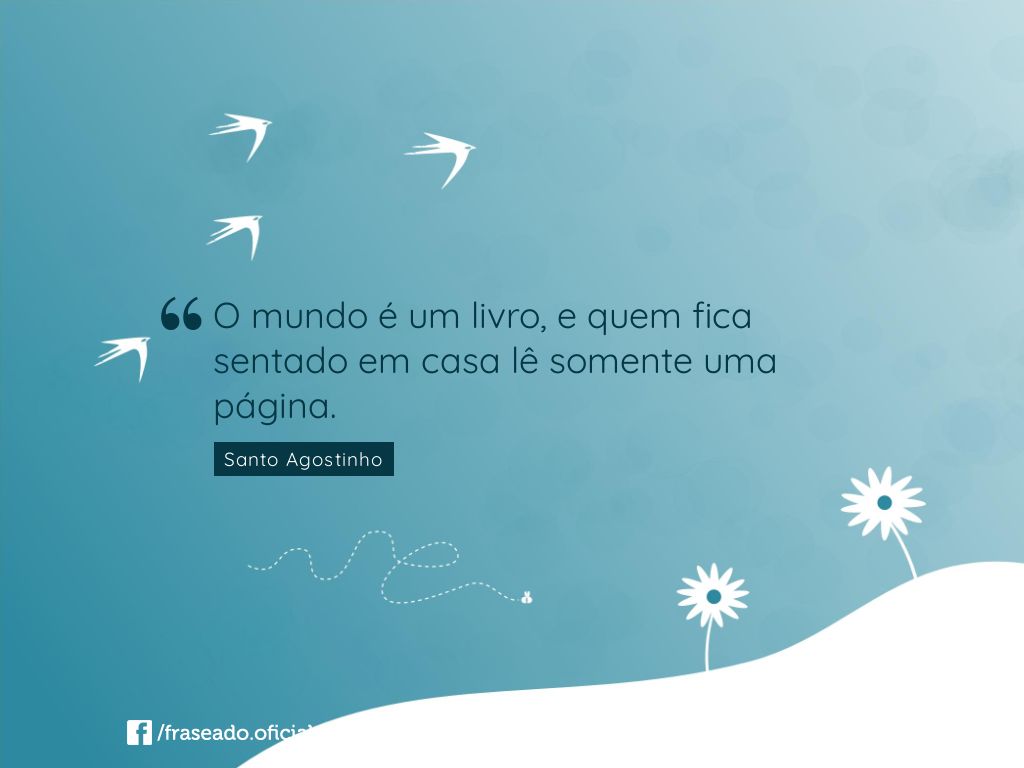 “ O mundo é um livro, e quem fica
sentado em casa lê somente uma
página.
Santo Agostinho
/fraseado.oficial